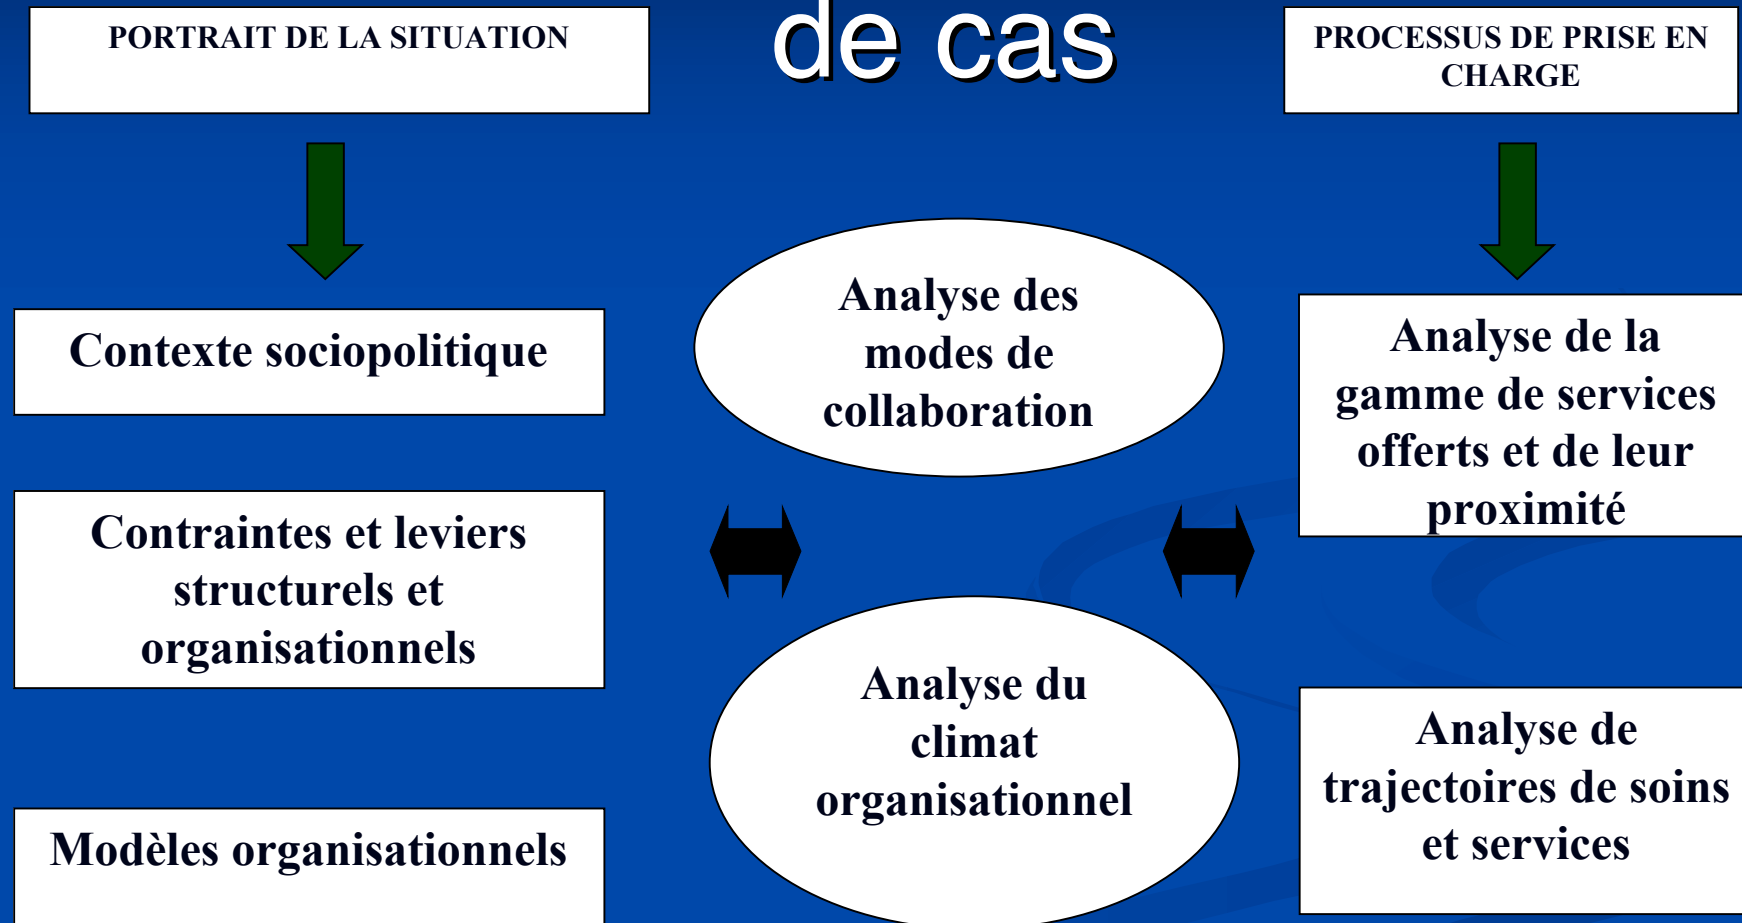 de cas
PORTRAIT DE LA SITUATION
Contexte sociopolitique
Contraintes et leviers
structurels et
organisationnels
Modèles organisationnels
Analyse des
modes de
collaboration
Analyse du
climat
organisationnel
PROCESSUS DE PRISE EN
CHARGE
Analyse de la
gamme de services
offerts et de leur
proximité
Analyse de
trajectoires de soins
et services